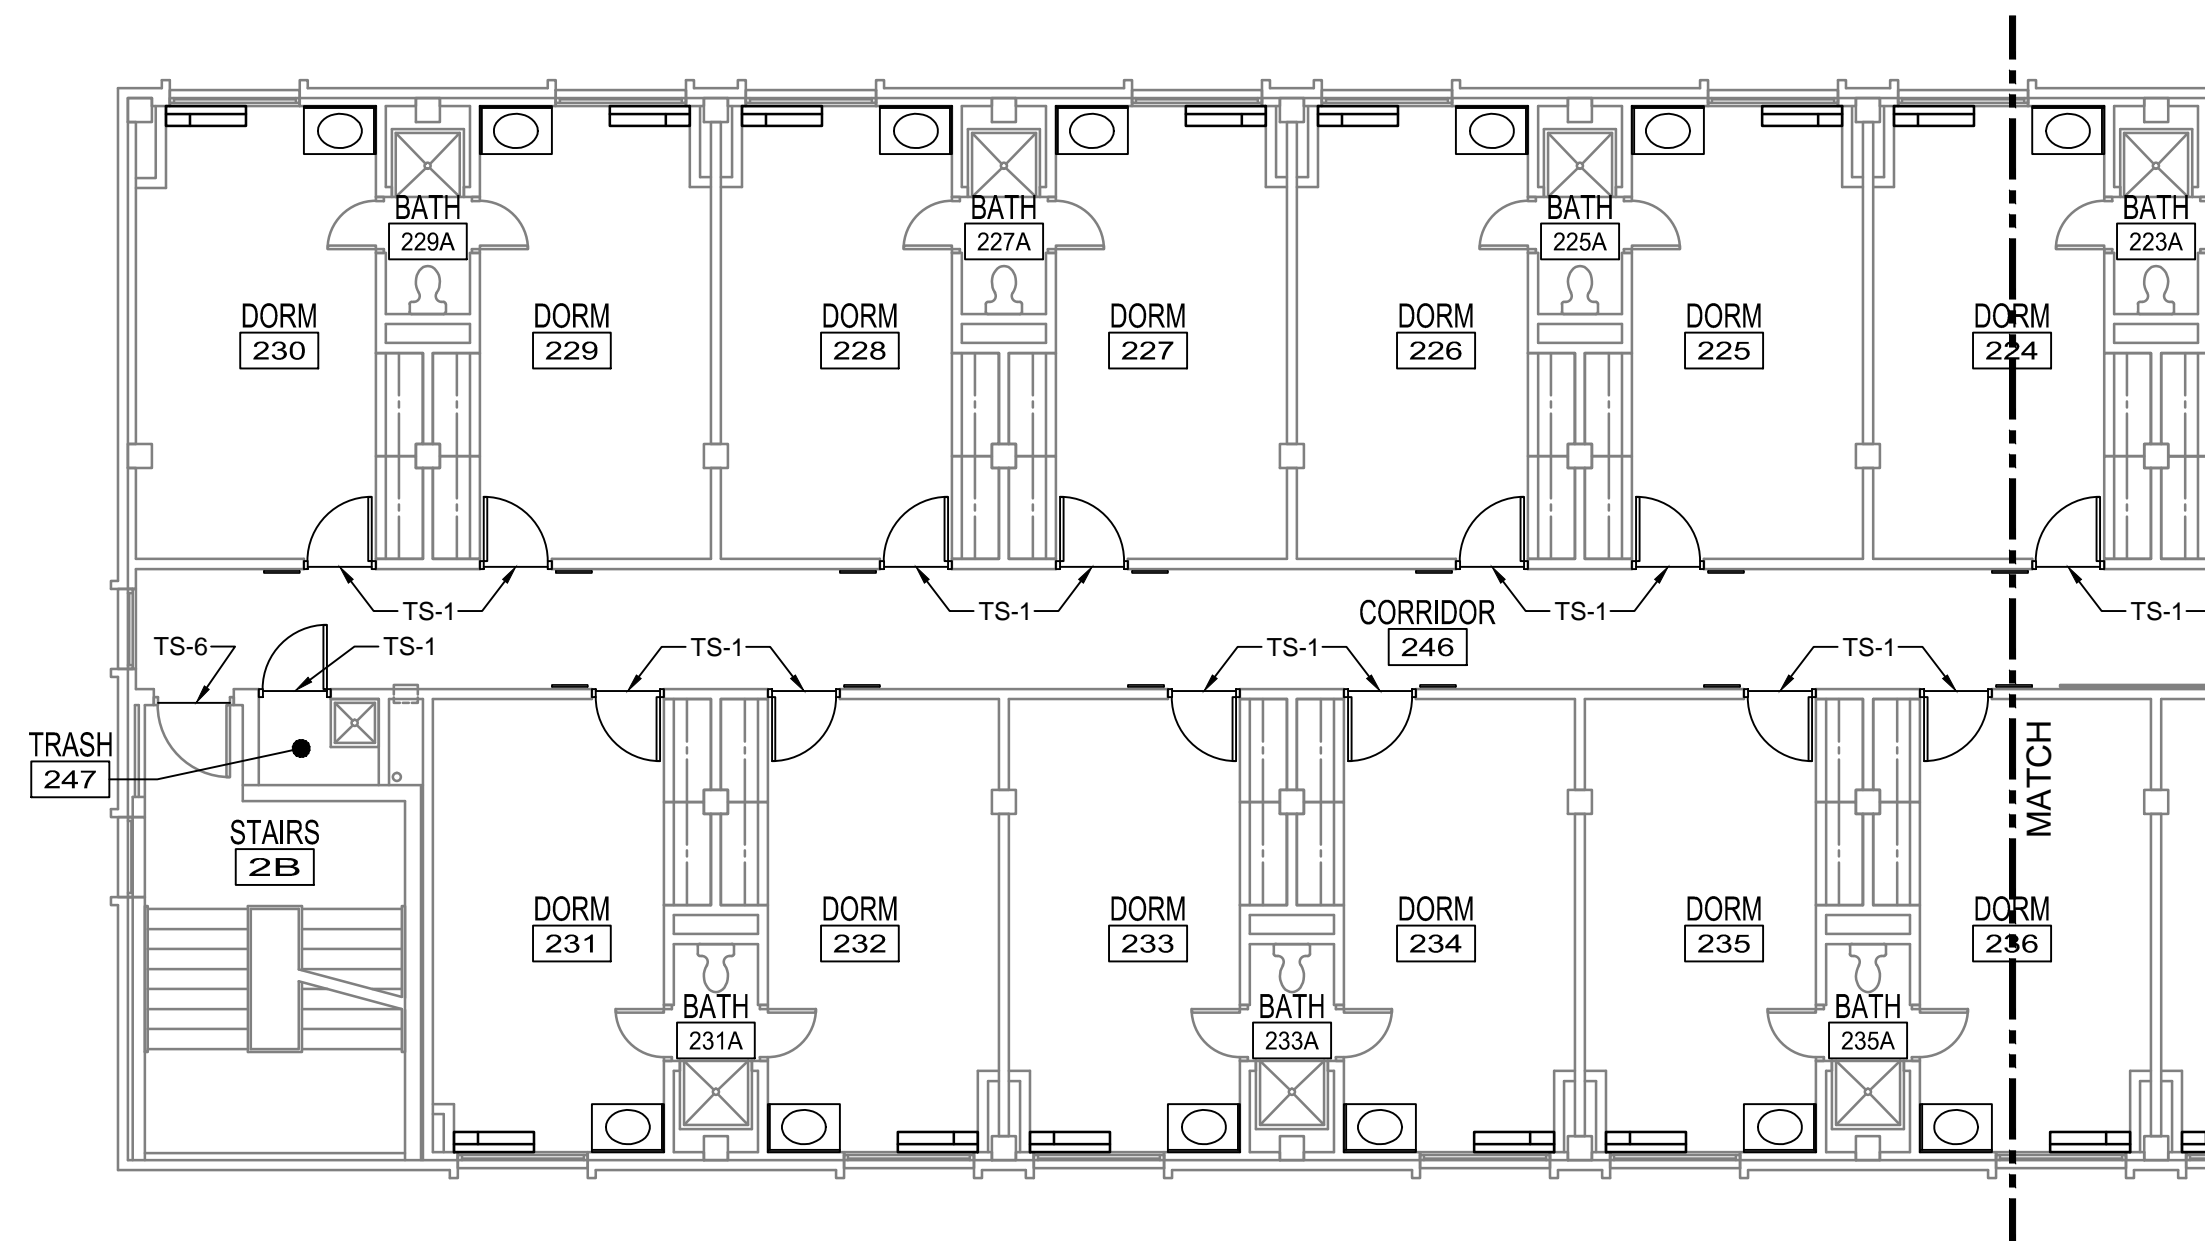 BATH
229A
BATH
227A
BATH
225A
BATH
223A
DORM
230
DORM
229
DORM
228
DORM
227
DORM
226
DORM
225
DORM
224
TS-1
TS-1
TS-1
TS-1
CORRIDOR
246
TS-6
TS-1
TS-1
TS-1
TS-1
TRASH
247
MATCH
STAIRS
2B
DORM
231
DORM
232
DORM
233
DORM
234
DORM
235
DORM
236
BATH
231A
BATH
233A
BATH
235A